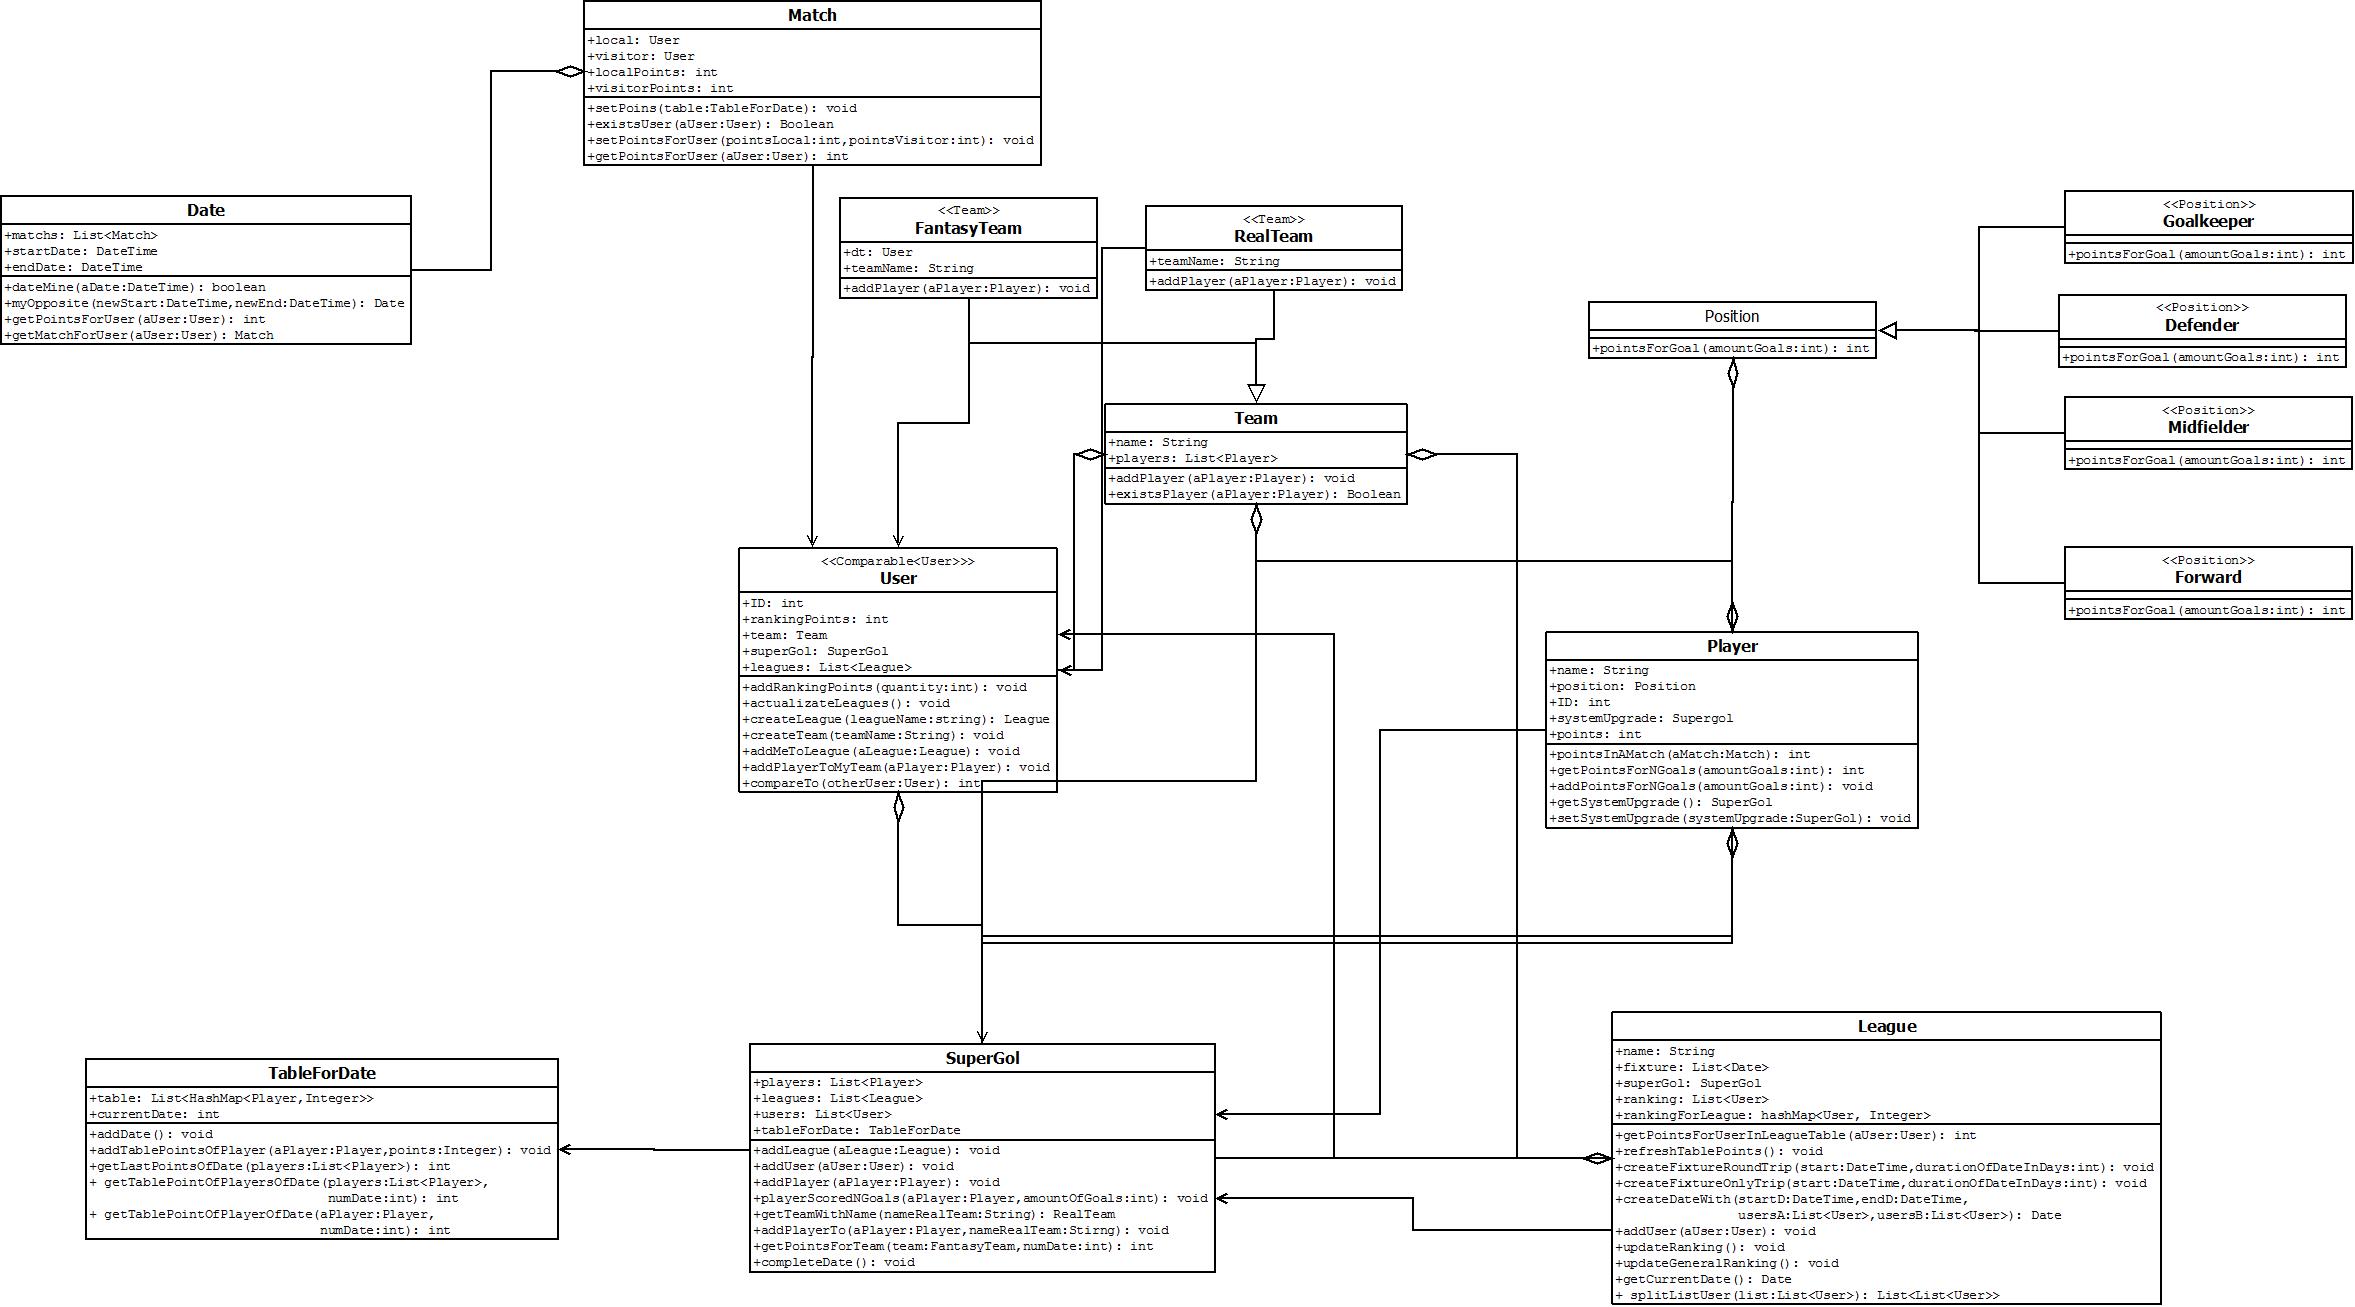 Match
+local: User
+visitor: User
+localPoints: int
+visitorPoints: int
+setPoins(table:TableForDate): void
+existsUser(aUser:User): Boolean
+setPointsForUser(pointsLocal:int,pointsVisitor:int): void
+getPointsForUser(aUser:User): int
Date
+matchs: List<Match>
+startDate: DateTime
+endDate: DateTime
+dateMine(aDate:DateTime): boolean
+myOpposite(newStart:DateTime,newEnd:DateTime): Date
+getPointsForUser(aUser:User): int
+getMatchForUser(aUser:User): Match
<<Team>>
FantasyTeam
+dt: User
+teamName: String
+addPlayer(aPlayer:Player): void
<<Team>>
RealTeam
+teamName: String
+addPlayer(aPlayer:Player): void
Position
+pointsForGoal(amountGoals:int): int
<<Position>>
Goalkeeper
+pointsForGoal(amountGoals:int): int
<<Position>>
Defender
+pointsForGoal(amountGoals:int): int
<<Position>>
Midfielder
+pointsForGoal(amountGoals:int): int
<<Position>>
Forward
+pointsForGoal(amountGoals:int): int
Team
+name: String
+players: List<Player>
+addPlayer(aPlayer:Player): void
+existsPlayer(aPlayer:Player): Boolean
<<Comparable<User>>>
User
+ID: int
+rankingPoints: int
+team: Team
+superGol: SuperGol
+leagues: List<League>
+addRankingPoints(quantity:int): void
+actualizateLeagues(): void
+createLeague(leagueName:string): League
+createTeam(teamName:String): void
+addMeToLeague(aLeague:League): void
+addPlayerToMyTeam(aPlayer:Player): void
+compareTo(otherUser:User): int
Player
+name: String
+position: Position
+ID: int
+systemUpgrade: Supergol
+points: int
+pointsInAMatch(aMatch:Match): int
+getPointsForNGoals(amountGoals:int): int
+addPointsForNGoals(amountGoals:int): void
+getSystemUpgrade(): SuperGol
+setSystemUpgrade(systemUpgrade:SuperGol): void
TableForDate
+table: List<HashMap<Player,Integer>>
+currentDate: int
+addDate(): void
+addTablePointsOfPlayer(aPlayer:Player,points:Integer): void
+getLastPointsOfDate(players:List<Player>): int
+ getTablePointOfPlayersOfDate(players:List<Player>,
numDate:int): int
+ getTablePointOfPlayerOfDate(aPlayer:Player,
numDate:int): int
SuperGol
+players: List<Player>
+leagues: List<League>
+users: List<User>
+tableForDate: TableForDate
+addLeague(aLeague:League): void
+addUser(aUser:User): void
+addPlayer(aPlayer:Player): void
+playerScoredNGoals(aPlayer:Player,amountOfGoals:int): void
+getTeamWithName(nameRealTeam:String): RealTeam
+addPlayerTo(aPlayer:Player,nameRealTeam:Stirng): void
+getPointsForTeam(team:FantasyTeam,numDate:int): int
+completeDate(): void
League
+name: String
+fixture: List<Date>
+superGol: SuperGol
+ranking: List<User>
+rankingForLeague: hashMap<User, Integer>
+getPointsForUserInLeagueTable(aUser:User): int
+refreshTablePoints(): void
+createFixtureRoundTrip(start:DateTime,durationOfDateInDays:int): void
+createFixtureOnlyTrip(start:DateTime,durationOfDateInDays:int): void
+createDateWith(startD:DateTime,endD:DateTime,
usersA:List<User>,usersB:List<User>): Date
+addUser(aUser:User): void
+updateRanking(): void
+updateGeneralRanking(): void
+getCurrentDate(): Date
+ splitListUser(list:List<User>): List<List<User>>